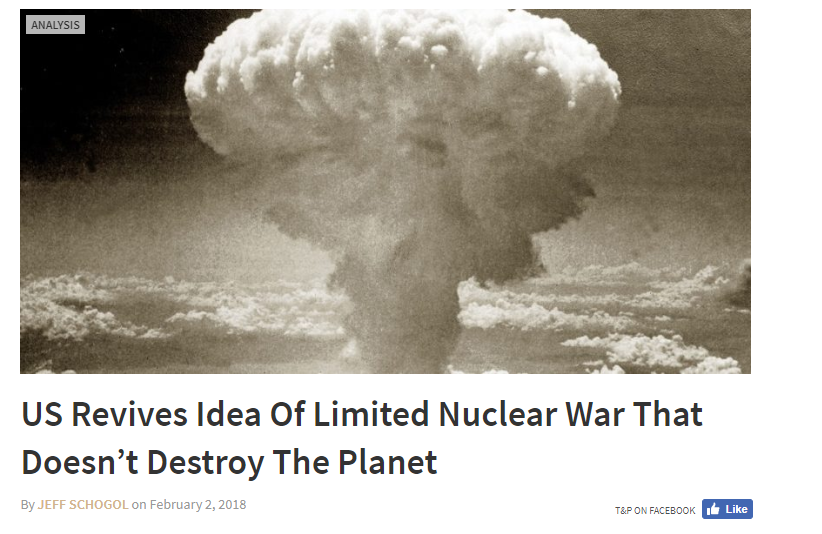 ANALYSIS
US Revives Idea Of Limited Nuclear War That
Doesn’t Destroy The Planet
By JEFF SCHOGOL on February 2, 2018
T&P ON FACEBOOK Like